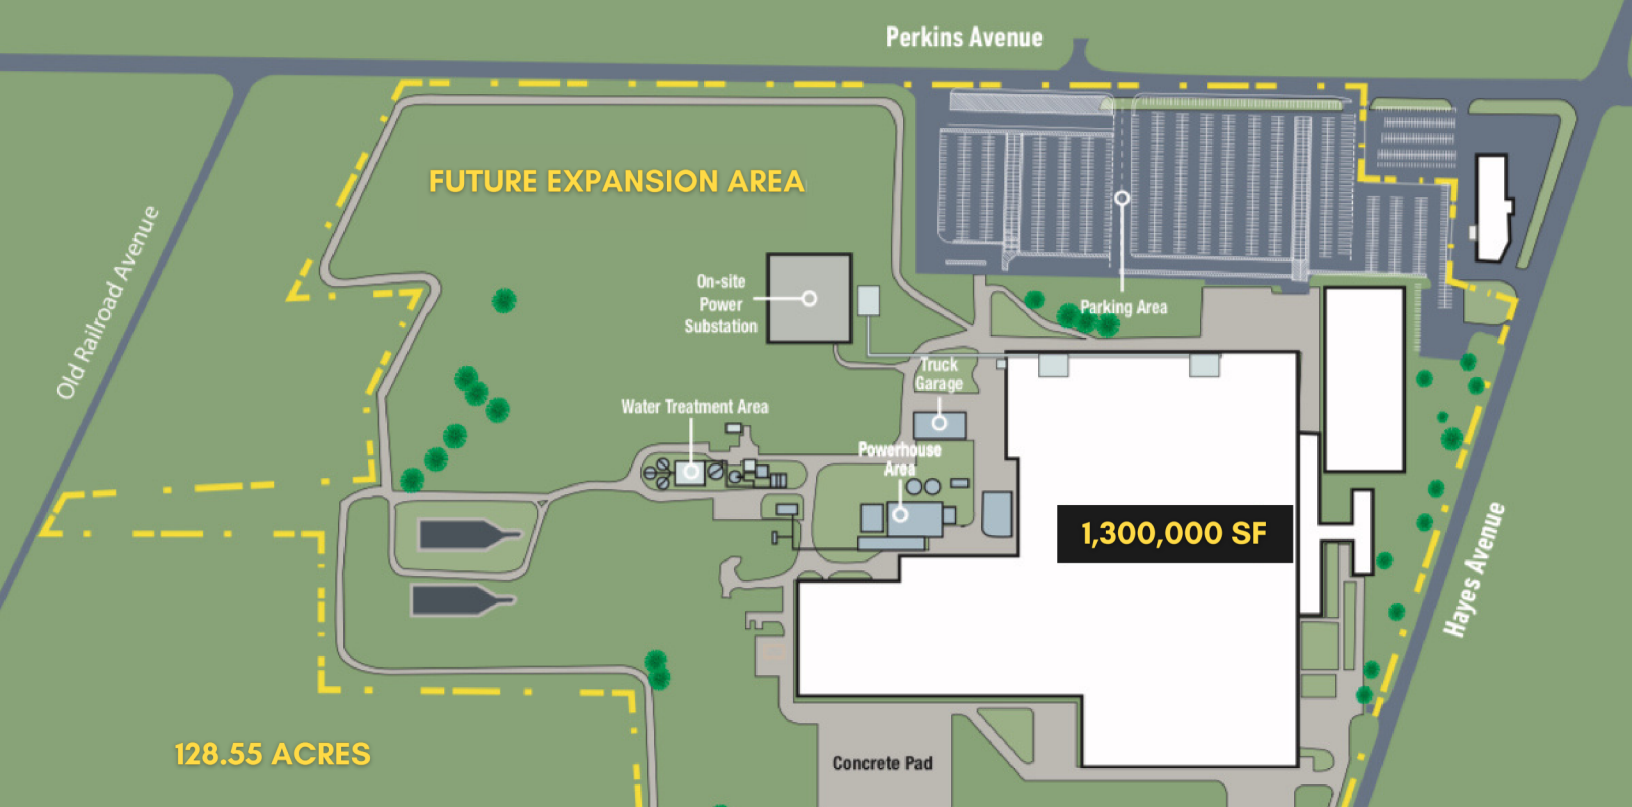 Perkins Avenue
FUTURE EXPANSION AREA
Old Railroad Avenue
On-site
Power
Substation
Parking Area
Truck
Garage
Water Treatment Area
Powerhouse
Area
1,300,000 SF
Hayes Avenue
128.55 ACRES
Concrete Pad